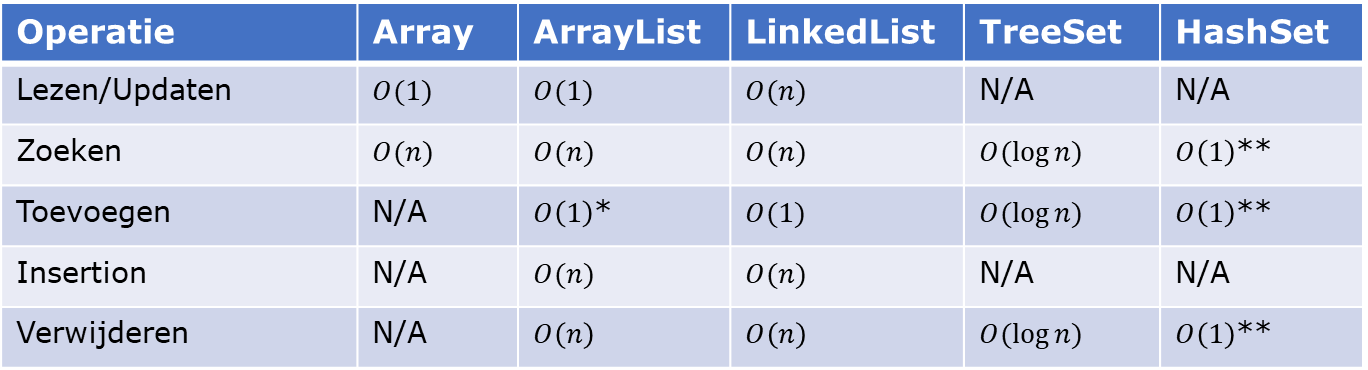 Operatie Array ArrayList LinkedList TreeSet HashSet
Lezen/Updaten O(1) O(1) O(n) N/A N/A
Zoeken O(n) O(n) O(n) O(log n) O(1)**
Toevoegen N/A O(1)* O(1) O(log n) O(1)**
Insertion N/A O(n) O(n) N/A N/A
Verwijderen N/A O(n) O(n) O(log n) O(1)**